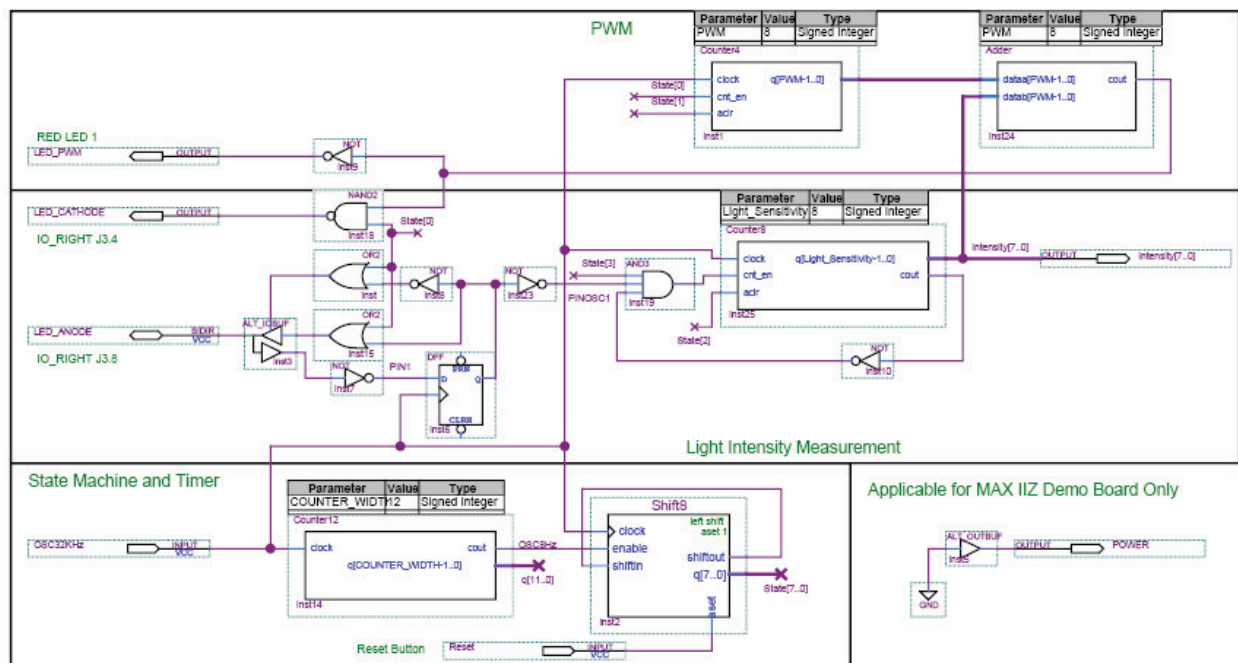 PWM
Parameter Value Type
PWM 8 Signed Integer
Counter4
clock
cnt_en
aclr
q[PWM-1..0]
Inst1
State[0]
State[1]
Parameter Value Type
PWM 8 Signed Integer
Adder
dataa[PWM-1..0]
datab[PWM-1..0]
cout
Inst24
RED LED 1
LED_PWM OUTPUT
NOT
Inst9
LED_CATHODE OUTPUT
IO_RIGHT J3.4
NAND2
Inst18
State[0]
OR2
Inst
NOT
Inst8
NOT
Inst23
State[3]
PINOSC1
AND3
Inst19
Parameter Value Type
Light_Sensitivity 8 Signed Integer
Counter8
clock
cnt_en
aclr
q[Light_Sensitivity-1..0]
cout
Inst25
State[2]
Intensity[7..0]
OUTPUT Intensity[7..0]
NOT
Inst10
LED_ANODE BIDIR
VCC
IO_RIGHT J3.8
ALT_IOBUF
Inst3
OR2
Inst15
NOT
Inst7
PIN1
DFF
PRN
D Q
CLRN
Inst6
Light Intensity Measurement
State Machine and Timer
Parameter Value Type
COUNTER_WIDTH 12 Signed Integer
Counter12
clock
cout
q[COUNTER_WIDTH-1..0]
Inst14
OSC32KHz INPUT
VCC
OSC8Hz
q[11..0]
Shift8
left shift
aset 1
clock
enable
shiftin
shiftout
q[7..0]
aset
Inst2
State[7..0]
Reset Button
Reset INPUT
VCC
Applicable for MAX IIZ Demo Board Only
ALT_OUTBUF
Inst5
OUTPUT POWER
GND